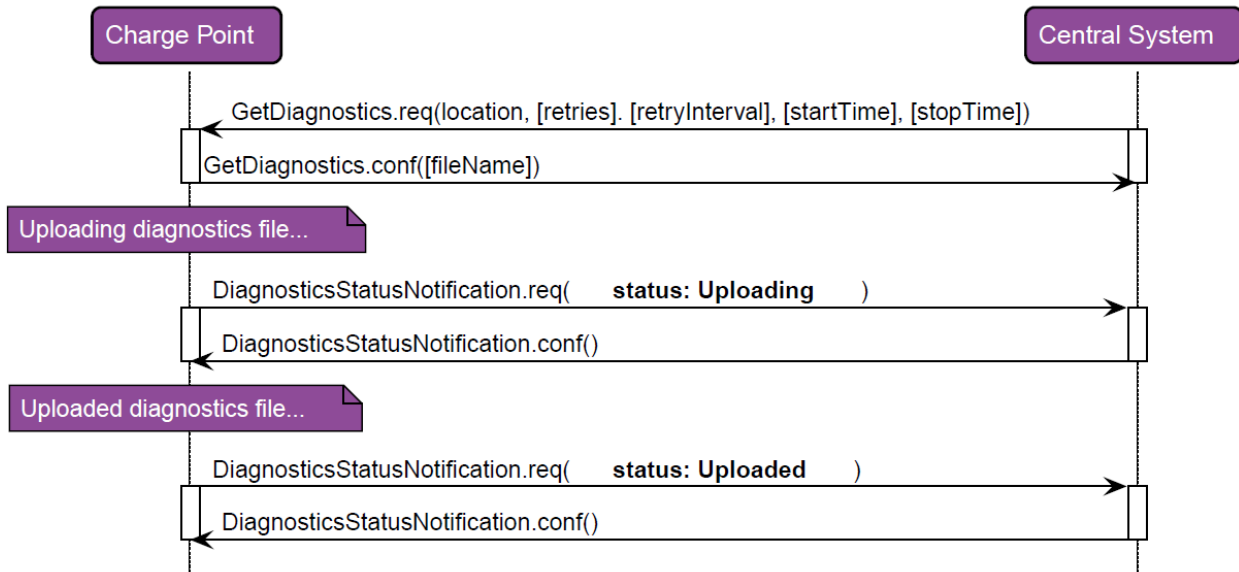 Charge Point
Central System
GetDiagnostics.req(location, [retries]. [retryInterval], [startTime], [stopTime])
GetDiagnostics.conf([fileName])
Uploading diagnostics file...
DiagnosticsStatusNotification.req( status: Uploading )
DiagnosticsStatusNotification.conf()
Uploaded diagnostics file...
DiagnosticsStatusNotification.req( status: Uploaded )
DiagnosticsStatusNotification.conf()